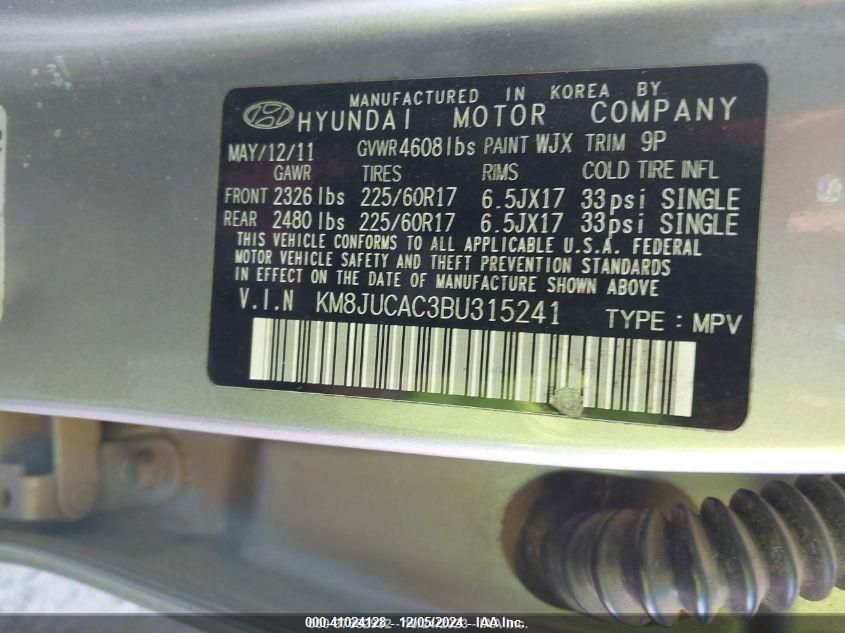 MANUFACTURED IN KOREA BY
HYUNDAI MOTOR COMPANY
MAY/12/11 GVWR 4608 lbs PAINT WJX TRIM 9P
GAWR TIRES RIMS COLD TIRE INFL
FRONT 2326 lbs 225/60R17 6.5JX17 33psi SINGLE
REAR 2480 lbs 225/60R17 6.5JX17 33psi SINGLE
THIS VEHICLE CONFORMS TO ALL APPLICABLE U.S.A. FEDERAL
MOTOR VEHICLE SAFETY AND THEFT PREVENTION STANDARDS
IN EFFECT ON THE DATE OF MANUFACTURE SHOWN ABOVE
V.I.N KM8JUCAC3BU315241 TYPE : MPV
000-41024128 - 12/05/2024 - IAA Inc.